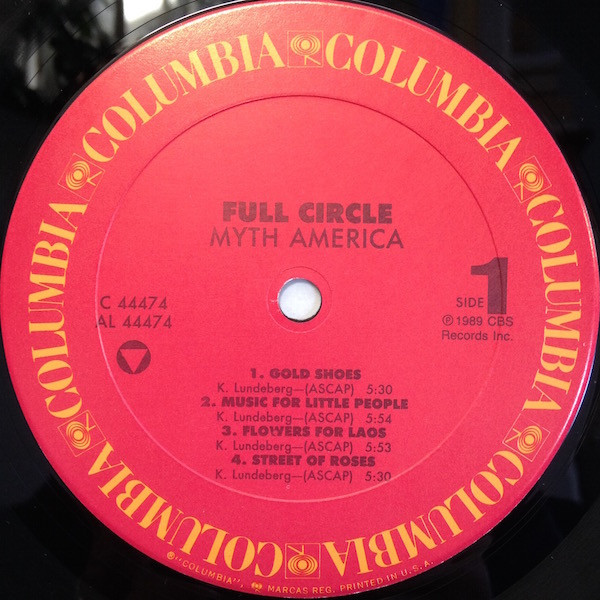 COLUMBIA COLUMBIA COLUMBIA COLUMBIA COLUMBIA COLUMBIA COLUMBIA COLUMBIA
FULL CIRCLE
MYTH AMERICA
C 44474
AL 44474
SIDE 1
℗ 1989 CBS
Records Inc.
1. GOLD SHOES
K. Lundeberg—(ASCAP) 5:30
2. MUSIC FOR LITTLE PEOPLE
K. Lundeberg—(ASCAP) 5:54
3. FLOWERS FOR LAOS
K. Lundeberg—(ASCAP) 5:53
4. STREET OF ROSES
K. Lundeberg—(ASCAP) 5:30
® "COLUMBIA", MARCAS REG. PRINTED IN U.S.A.